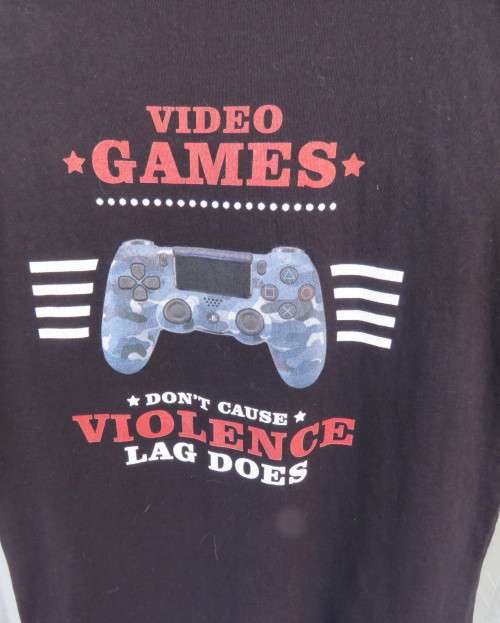 VIDEO
GAMES
DON'T CAUSE
VIOLENCE
LAG DOES